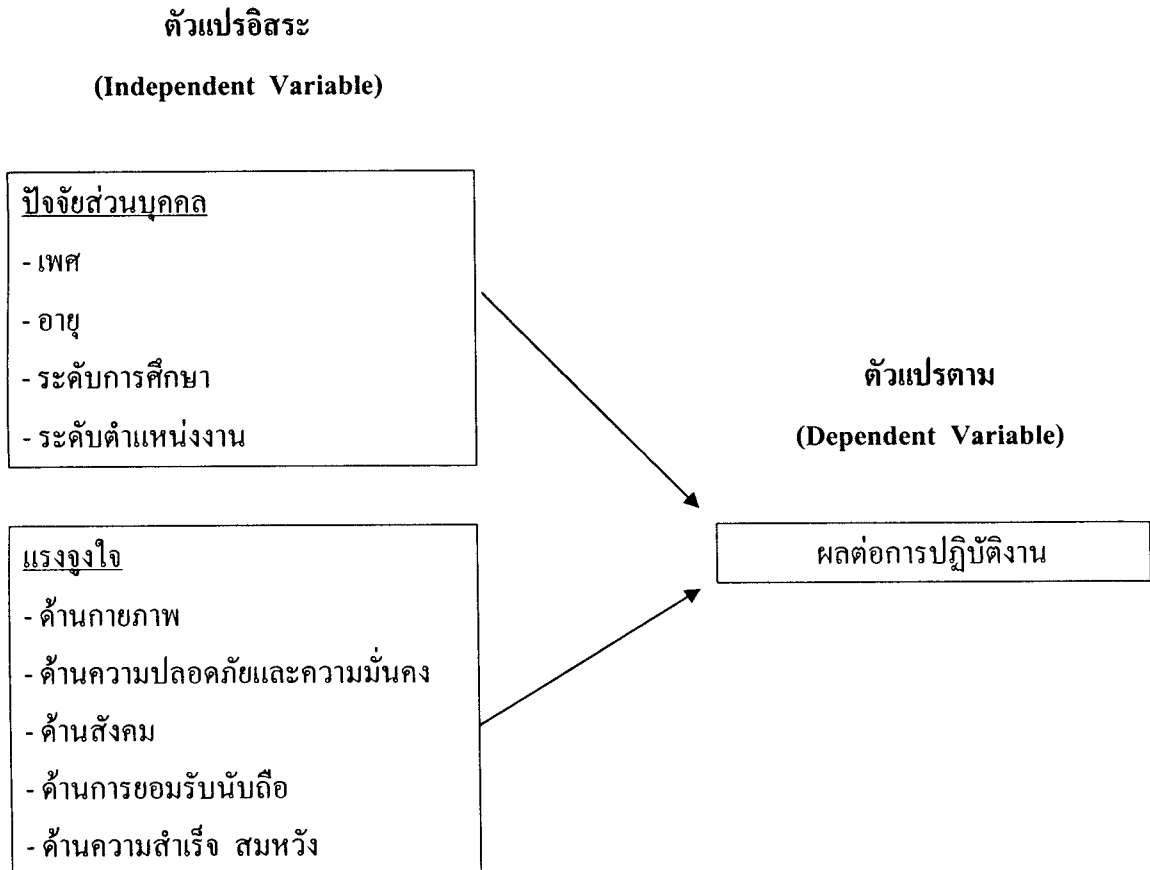 ตัวแปรอิสระ
(Independent Variable)
ปัจจัยส่วนบุคคล
- เพศ
- อายุ
- ระดับการศึกษา
- ระดับตำแหน่งงาน
ตัวแปรตาม
(Dependent Variable)
แรงจูงใจ
- ด้านกายภาพ
- ด้านความปลอดภัยและความมั่นคง
- ด้านสังคม
- ด้านการยอมรับนับถือ
- ด้านความสำเร็จ สมหวัง
ผลต่อการปฏิบัติงาน